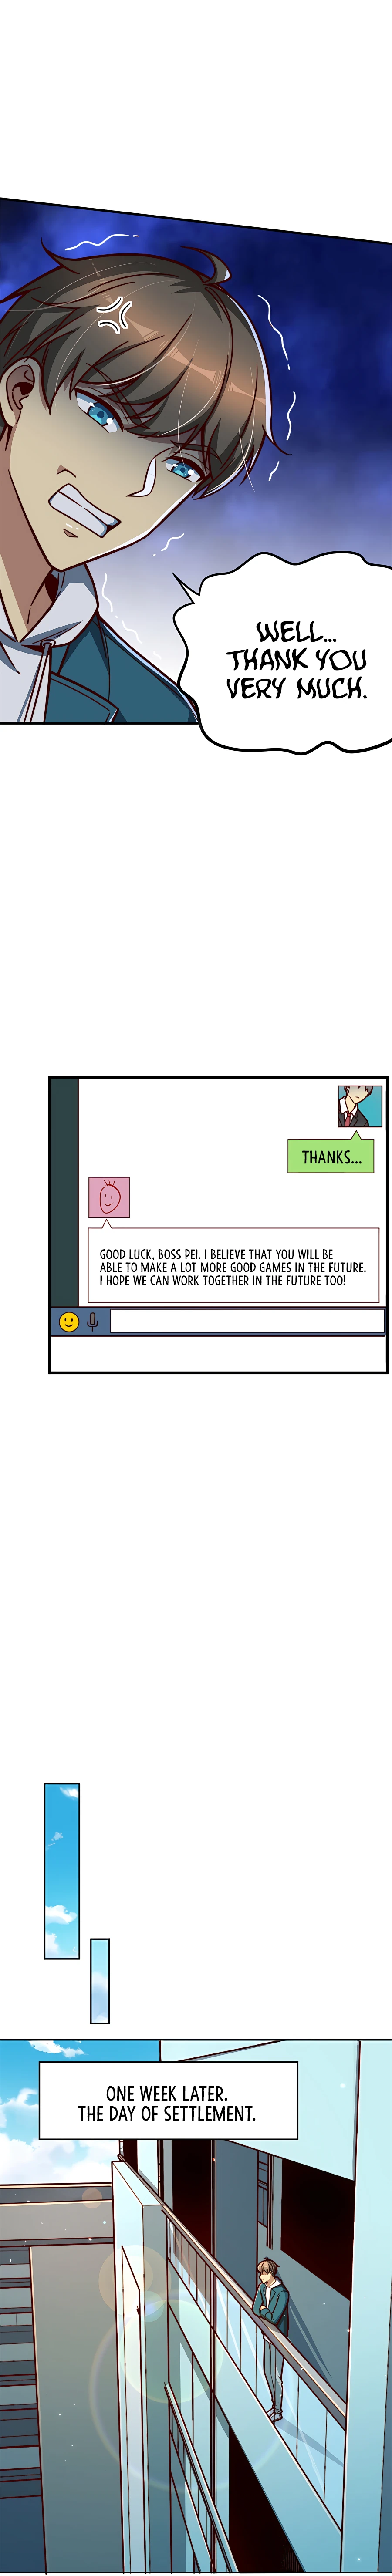 WELL...
THANK YOU
VERY MUCH.
THANKS...
GOOD LUCK, BOSS PEI. I BELIEVE THAT YOU WILL BE
ABLE TO MAKE A LOT MORE GOOD GAMES IN THE FUTURE.
I HOPE WE CAN WORK TOGETHER IN THE FUTURE TOO!
ONE WEEK LATER.
THE DAY OF SETTLEMENT.